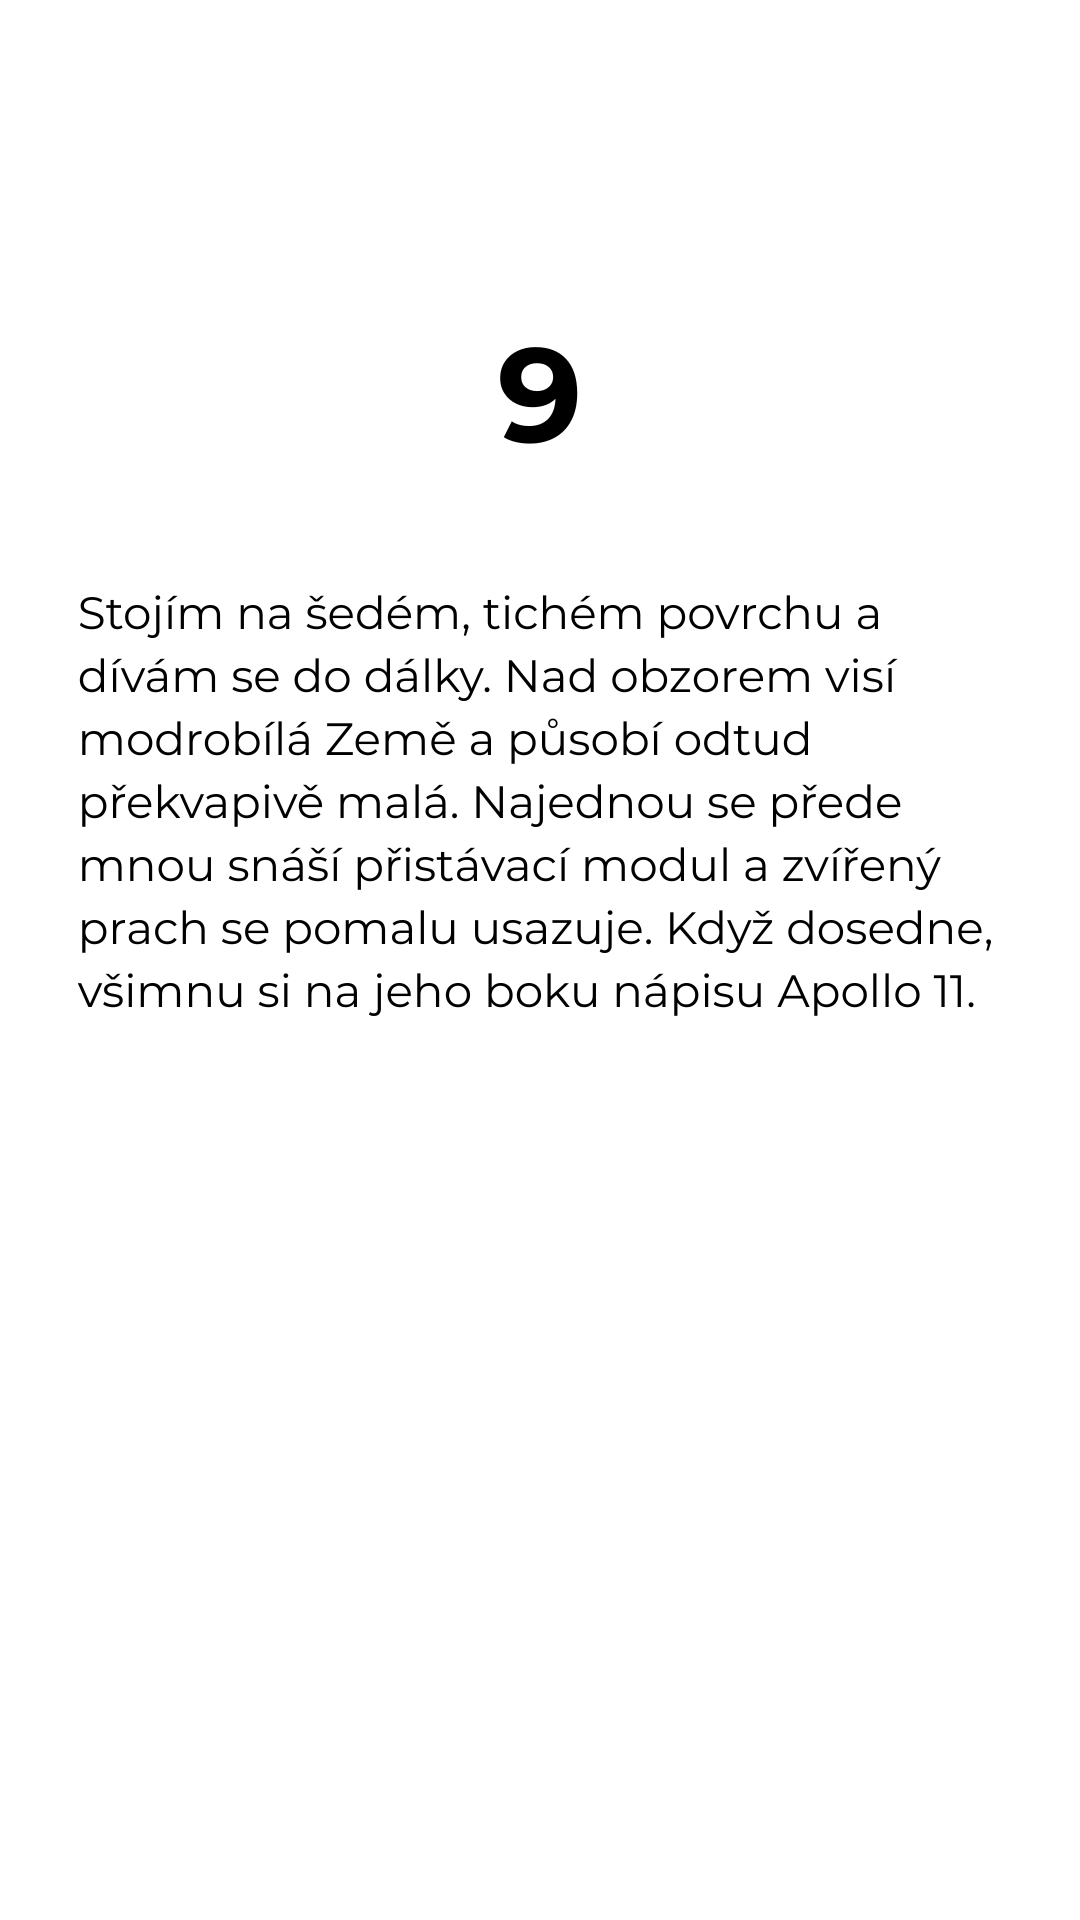 9
Stojím na šedém, tichém povrchu a
dívám se do dálky. Nad obzorem visí
modrobílá Země a působí odtud
překvapivě malá. Najednou se přede
mnou snáší přistávací modul a zvířený
prach se pomalu usazuje. Když dosedne,
všimnu si na jeho boku nápisu Apollo 11.